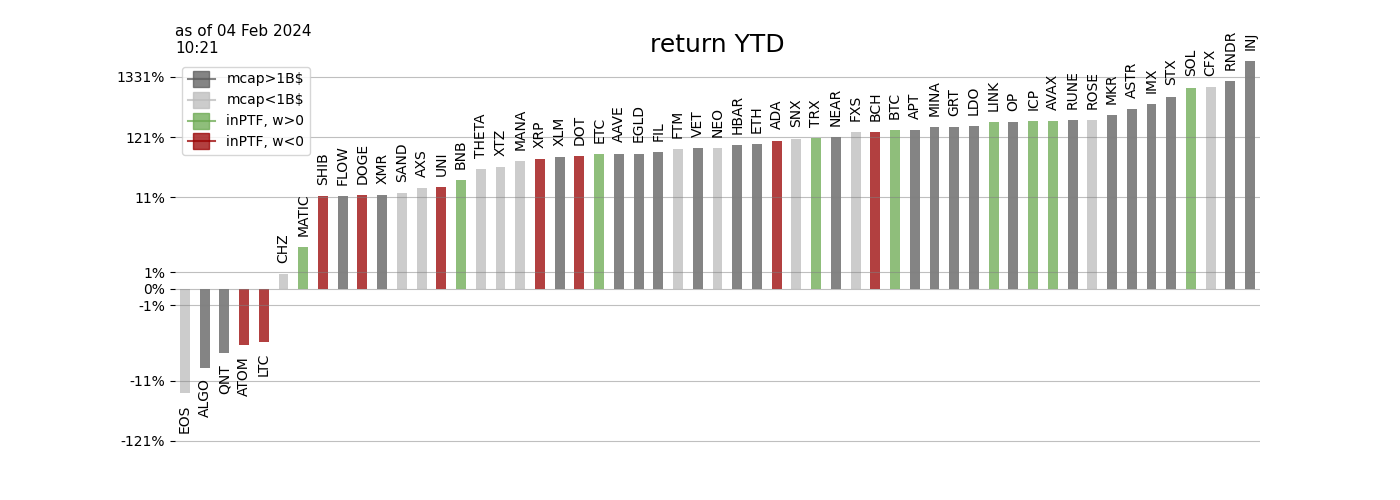 as of 04 Feb 2024
10:21
return YTD
mcap>1B$
mcap<1B$
inPTF, w>0
inPTF, w<0
1331%
121%
11%
1%
0%
-1%
-11%
-121%
EOS
ALGO
QNT
ATOM
LTC
CHZ
MATIC
SHIB
FLOW
DOGE
XMR
SAND
AXS
UNI
BNB
THETA
XTZ
MANA
XRP
XLM
DOT
ETC
AAVE
EGLD
FIL
FTM
VET
NEO
HBAR
ETH
ADA
SNX
TRX
NEAR
FXS
BCH
BTC
APT
MINA
GRT
LDO
LINK
OP
ICP
AVAX
RUNE
ROSE
MKR
ASTR
IMX
STX
SOL
CFX
RNDR
INJ